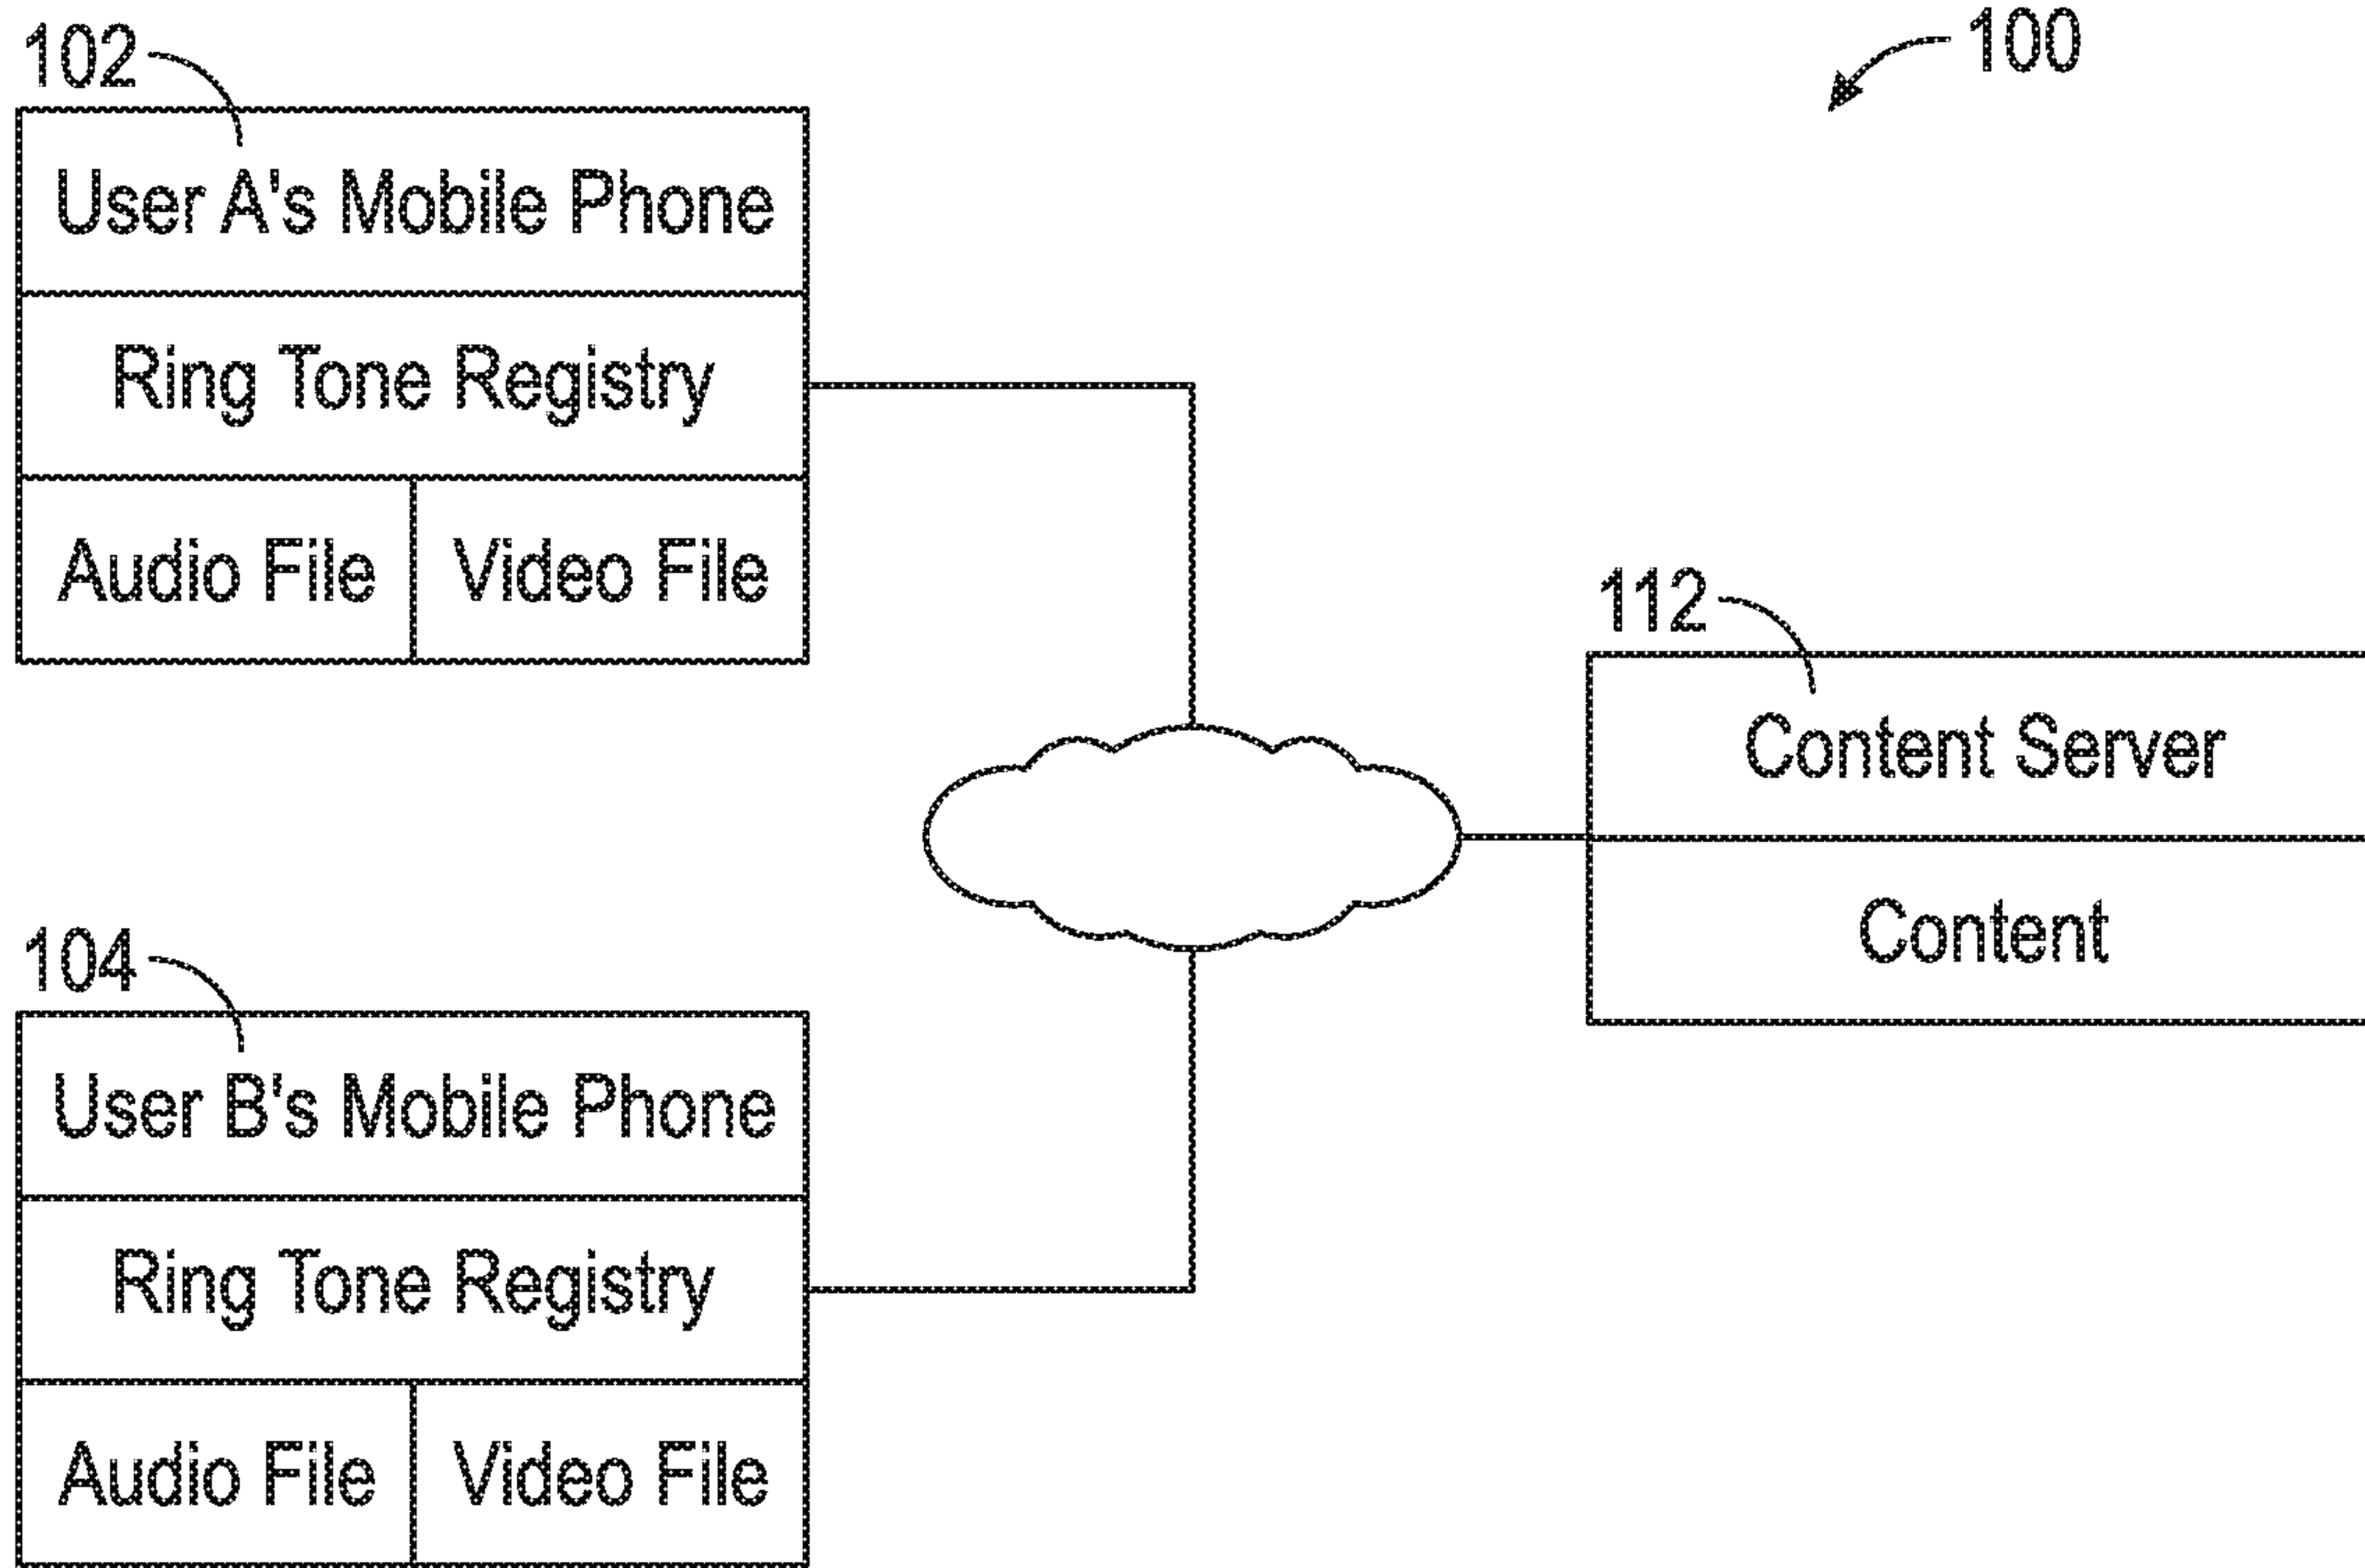 102
100
User A's Mobile Phone
Ring Tone Registry
Audio File
Video File
112
Content Server
Content
104
User B's Mobile Phone
Ring Tone Registry
Audio File
Video File